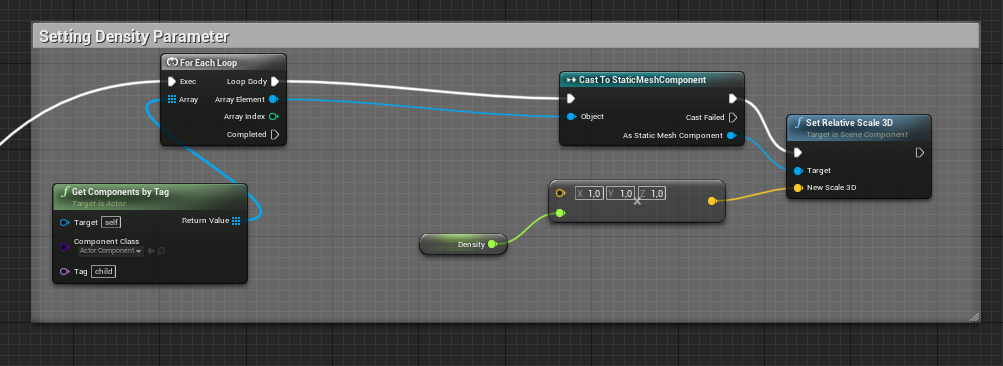 Setting Density Parameter
For Each Loop
Exec
Loop Body
Array
Array Element
Array Index
Completed
Cast To StaticMeshComponent
Object
Cast Failed
As Static Mesh Component
Set Relative Scale 3D
Target is Scene Component
Target
New Scale 3D
Get Components by Tag
Target is Actor
Target self
Return Value
Component Class
Actor Component
Tag child
X 1,0 Y 1,0 Z 1,0
Density